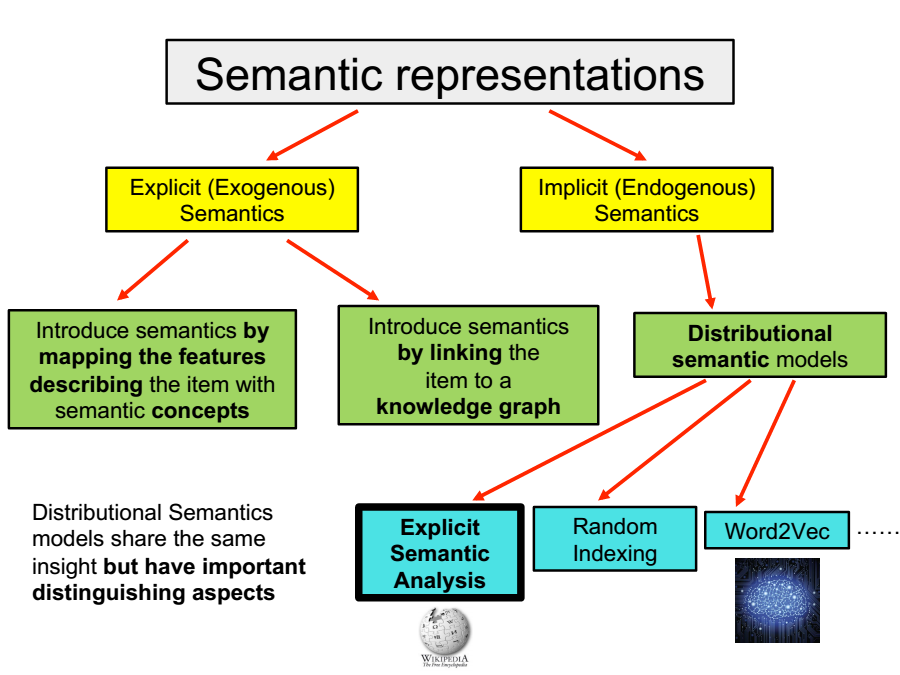 Semantic representations
Explicit (Exogenous)
Semantics
Implicit (Endogenous)
Semantics
Introduce semantics by
mapping the features
describing the item with
semantic concepts
Introduce semantics
by linking the
item to a
knowledge graph
Distributional
semantic models
Distributional Semantics
models share the same
insight but have important
distinguishing aspects
Explicit
Semantic
Analysis
Random
Indexing
Word2Vec
......
WIKIPEDIA
The Free Encyclopedia